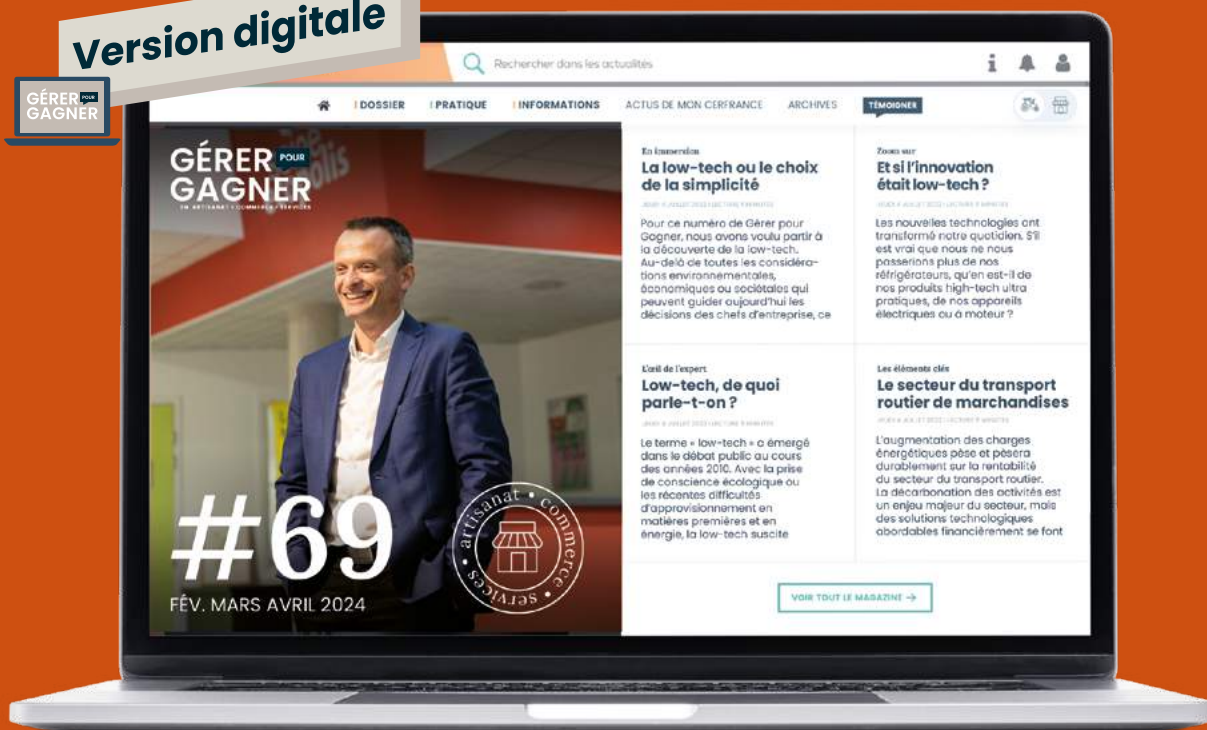 Version digitale
GÉRER POUR
GAGNER
Rechercher dans les actualités
DOSSIER
PRATIQUE
INFORMATIONS
ACTUS DE MON CERFRANCE
ARCHIVES
TÉMOIGNER
GÉRER POUR
GAGNER
EN ARTISANAT COMMERCE SERVICES
#69
FÉV. MARS AVRIL 2024
artisanat • commerce • services •
En immersion
La low-tech ou le choix
de la simplicité
JEUDI 8 JUILLET 2022 | LECTURE 9 MINUTES
Pour ce numéro de Gérer pour
Gagner, nous avons voulu partir à
la découverte de la low-tech.
Au-delà de toutes les considéra-
tions environnementales,
économiques ou sociétales qui
peuvent guider aujourd'hui les
décisions des chefs d'entreprise, ce
Zoom sur
Et si l'innovation
était low-tech ?
Les nouvelles technologies ont
transformé notre quotidien. S'il
est vrai que nous ne nous
passerions plus de nos
réfrigérateurs, qu'en est-il de
nos produits high-tech ultra
pratiques, de nos appareils
électriques ou à moteur ?
L'œil de l'expert
Low-tech, de quoi
parle-t-on ?
Le terme « low-tech » a émergé
dans le débat public au cours
des années 2010. Avec la prise
de conscience écologique ou
les récentes difficultés
d'approvisionnement en
matières premières et en
énergie, la low-tech suscite
Les éléments clés
Le secteur du transport
routier de marchandises
L'augmentation des charges
énergétiques pèse et pèsera
durablement sur la rentabilité
du secteur du transport routier.
La décarbonation des activités est
un enjeu majeur du secteur, mais
des solutions technologiques
abordables financièrement se font
VOIR TOUT LE MAGAZINE →